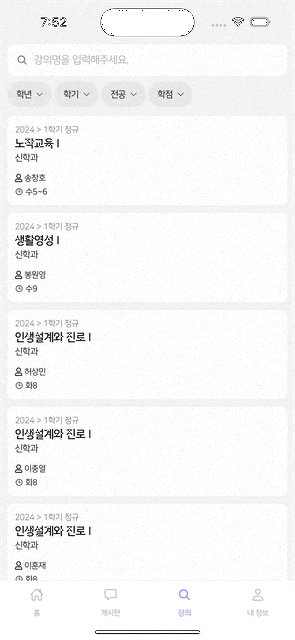 7:52
강의명을 입력해주세요.
학년 학기 전공 학점
2024 > 1학기 정규
노작교육 I
신학과
송창호
수5~6
2024 > 1학기 정규
생활영성 I
신학과
봉원영
수9
2024 > 1학기 정규
인생설계와 진로 I
신학과
허상민
화8
2024 > 1학기 정규
인생설계와 진로 I
신학과
이충열
화8
2024 > 1학기 정규
인생설계와 진로 I
신학과
이훈재
화8
홈 게시판 강의 내 정보